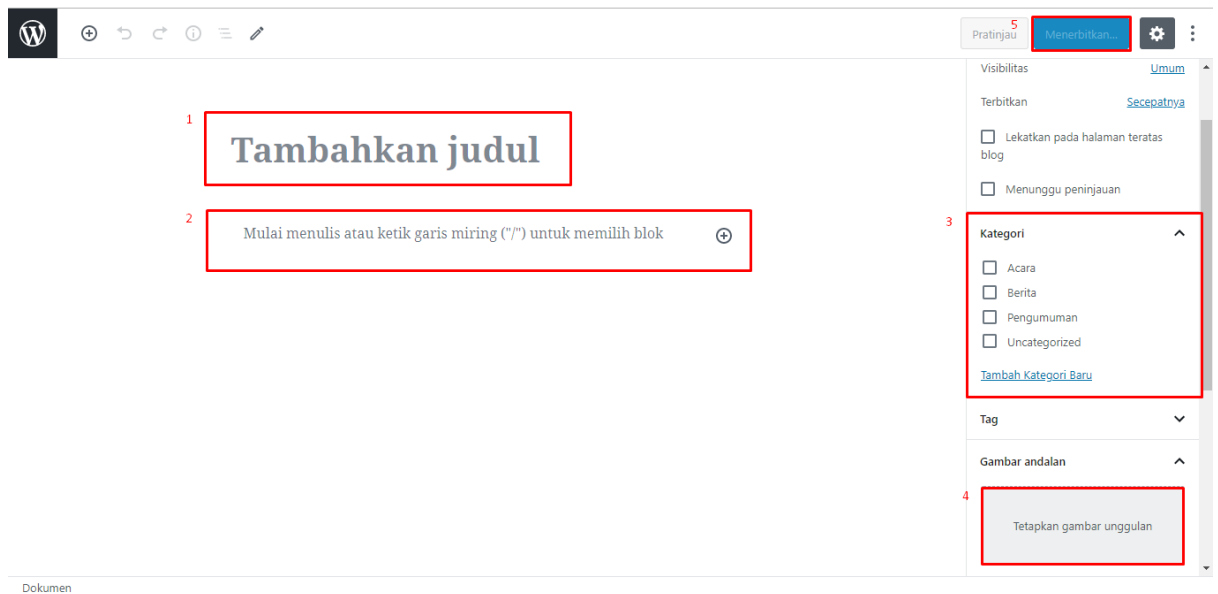 Pratinjau
5
Menerbitkan...
Visibilitas Umum
Terbitkan Secepatnya
Lekatkan pada halaman teratas
blog
Menunggu peninjauan
1
Tambahkan judul
2
Mulai menulis atau ketik garis miring ("/") untuk memilih blok
3
Kategori
Acara
Berita
Pengumuman
Uncategorized
Tambah Kategori Baru
Tag
Gambar andalan
4
Tetapkan gambar unggulan
Dokumen